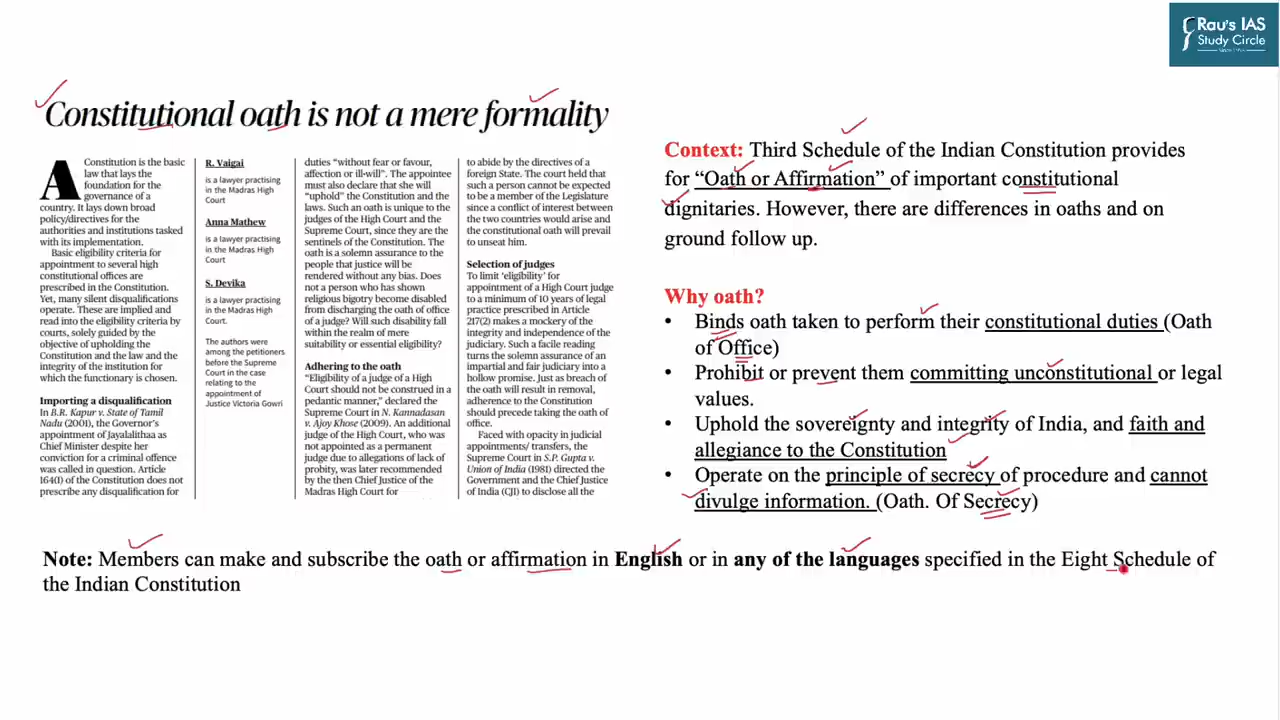 Rau's IAS
Study Circle
Constitutional oath is not a mere formality
A Constitution is the basic
law that lays the
foundation for the
governance of a
country. It lays down broad
policy/directives for the
authorities and institutions tasked
with its implementation.
Basic eligibility criteria for
appointment to several high
constitutional offices are
prescribed in the Constitution.
Yet, many silent disqualifications
operate. These are implied and
read into the eligibility criteria by
courts, solely guided by the
objective of upholding the
Constitution and the law and the
integrity of the institution for
which the functionary is chosen.
Importing a disqualification
In B.R. Kapur v. State of Tamil
Nadu (2001), the Governor's
appointment of Jayalalithaa as
Chief Minister despite her
conviction for a criminal offence
was called in question. Article
164(1) of the Constitution does not
prescribe any disqualification for
R. Vaigai
is a lawyer practising
in the Madras High
Court
Anna Mathew
is a lawyer practising
in the Madras High
Court
S. Devika
is a lawyer practising
in the Madras High
Court.
The authors were
among the petitioners
before the Supreme
Court in the case
relating to the
appointment of
Justice Victoria Gowri
duties “without fear or favour,
affection or ill-will”. The appointee
must also declare that she will
“uphold” the Constitution and the
laws. Such an oath is unique to the
judges of the High Court and the
Supreme Court, since they are the
sentinels of the Constitution. The
oath is a solemn assurance to the
people that justice will be
rendered without any bias. Does
not a person who has shown
religious bigotry become disabled
from discharging the oath of office
of a judge? Will such disability fall
within the realm of mere
suitability or essential eligibility?
Adhering to the oath
“Eligibility of a judge of a High
Court should not be construed in a
pedantic manner,” declared the
Supreme Court in N. Kannadasan
v. Ajoy Khose (2009). An additional
judge of the High Court, who was
not appointed as a permanent
judge due to allegations of lack of
probity, was later recommended
by the then Chief Justice of the
Madras High Court for
to abide by the directives of a
foreign State. The court held that
such a person cannot be expected
to be a member of the Legislature
since a conflict of interest between
the two countries would arise and
the constitutional oath will prevail
to unseat him.
Selection of judges
To limit ‘eligibility’ for
appointment of a High Court judge
to a minimum of 10 years of legal
practice prescribed in Article
217(2) makes a mockery of the
integrity and independence of the
judiciary. Such a facile reading
turns the solemn assurance of an
impartial and fair judiciary into a
hollow promise. Just as breach of
the oath will result in removal,
adherence to the Constitution
should precede taking the oath of
office.
Faced with opacity in judicial
appointments/ transfers, the
Supreme Court in S.P. Gupta v.
Union of India (1981) directed the
Government and the Chief Justice
of India (CJI) to disclose all the
Context: Third Schedule of the Indian Constitution provides
for “Oath or Affirmation” of important constitutional
dignitaries. However, there are differences in oaths and on
ground follow up.
Why oath?
• Binds oath taken to perform their constitutional duties (Oath
of Office)
• Prohibit or prevent them committing unconstitutional or legal
values.
• Uphold the sovereignty and integrity of India, and faith and
allegiance to the Constitution
• Operate on the principle of secrecy of procedure and cannot
divulge information. (Oath. Of Secrecy)
Note: Members can make and subscribe the oath or affirmation in English or in any of the languages specified in the Eight Schedule of
the Indian Constitution